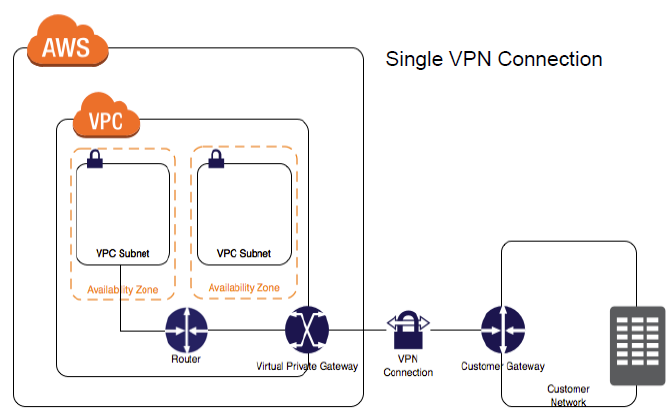 AWS
Single VPN Connection
VPC
VPC Subnet
VPC Subnet
Availability Zone
Availability Zone
Router
Virtual Private Gateway
VPN
Connection
Customer Gateway
Customer
Network